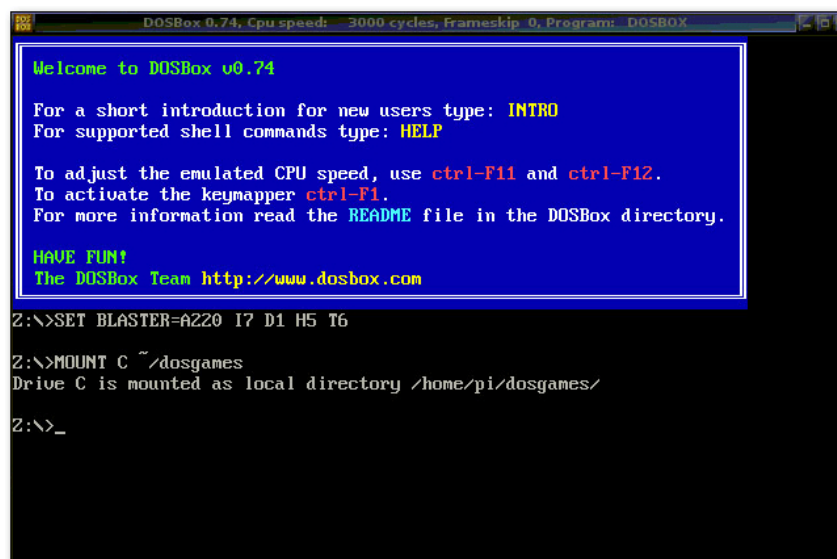 DOSBox 0.74, Cpu speed: 3000 cycles, Frameskip 0, Program: DOSBOX
Welcome to DOSBox v0.74
For a short introduction for new users type: INTRO
For supported shell commands type: HELP
To adjust the emulated CPU speed, use ctrl-F11 and ctrl-F12.
To activate the keymapper ctrl-F1.
For more information read the README file in the DOSBox directory.
HAVE FUN!
The DOSBox Team http://www.dosbox.com
Z:\>SET BLASTER=A220 I7 D1 H5 T6
Z:\>MOUNT C ~/dosgames
Drive C is mounted as local directory /home/pi/dosgames/
Z:\>_